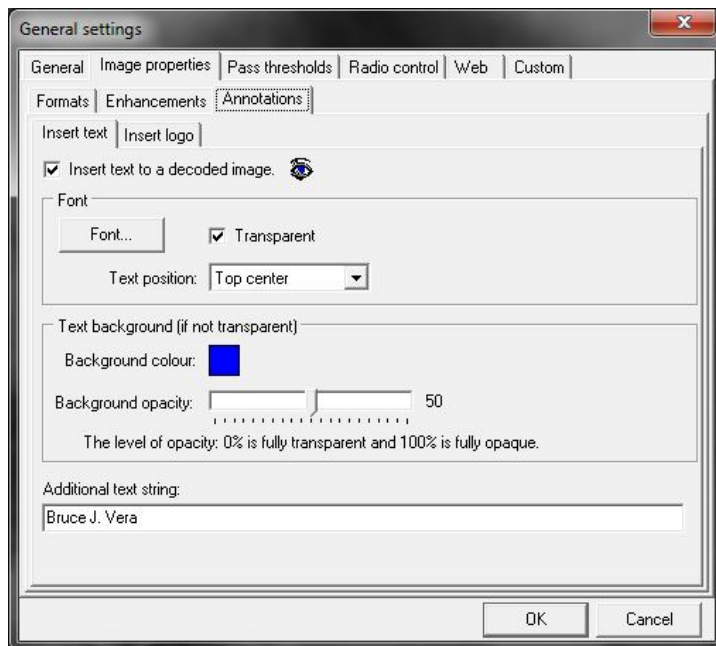 General settings
General Image properties Pass thresholds Radio control Web Custom
Formats Enhancements Annotations
Insert text Insert logo
Insert text to a decoded image.
Font
Font... Transparent
Text position: Top center
Text background (if not transparent)
Background colour:
Background opacity: 50
The level of opacity: 0% is fully transparent and 100% is fully opaque.
Additional text string:
Bruce J. Vera
OK Cancel